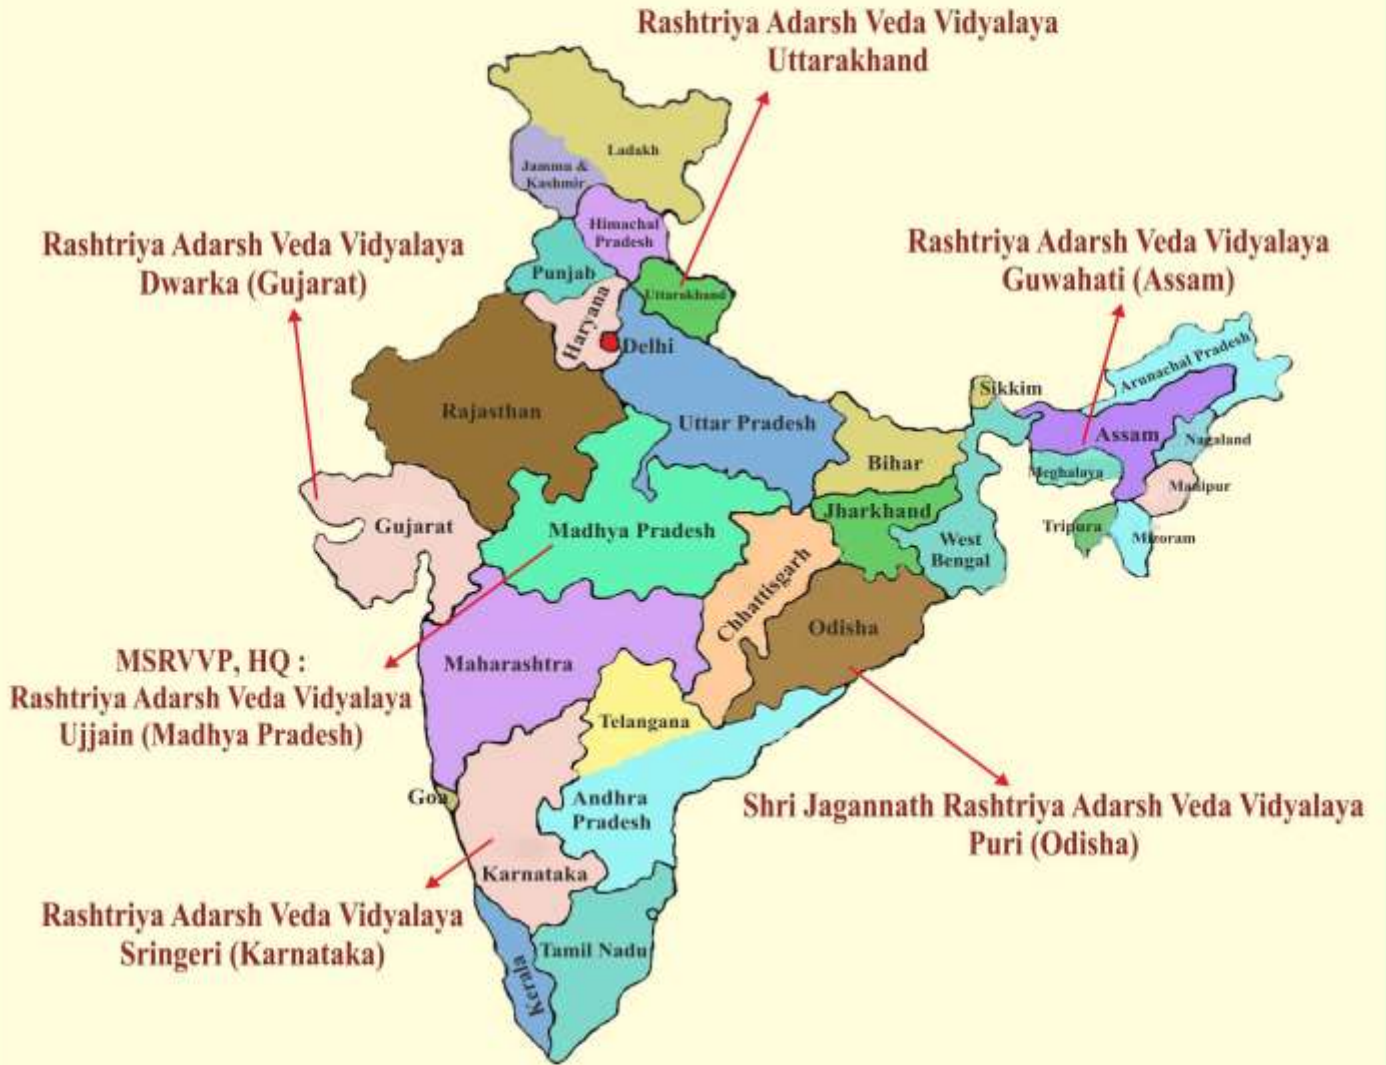 Rashtriya Adarsh Veda Vidyalaya
Uttarakhand
Ladakh
Jammu &
Kashmir
Himachal
Pradesh
Rashtriya Adarsh Veda Vidyalaya
Dwarka (Gujarat)
Rashtriya Adarsh Veda Vidyalaya
Guwahati (Assam)
Punjab
Uttarakhand
Haryana
Delhi
Arunachal Pradesh
Sikkim
Rajasthan
Uttar Pradesh
Assam
Nagaland
Bihar
Meghalaya
Manipur
Gujarat
Madhya Pradesh
Jharkhand
Tripura
Mizoram
West
Bengal
Chhattisgarh
Odisha
MSRVVP, HQ :
Rashtriya Adarsh Veda Vidyalaya
Ujjain (Madhya Pradesh)
Maharashtra
Telangana
Goa
Andhra
Pradesh
Shri Jagannath Rashtriya Adarsh Veda Vidyalaya
Puri (Odisha)
Karnataka
Rashtriya Adarsh Veda Vidyalaya
Sringeri (Karnataka)
Tamil Nadu
Kerala